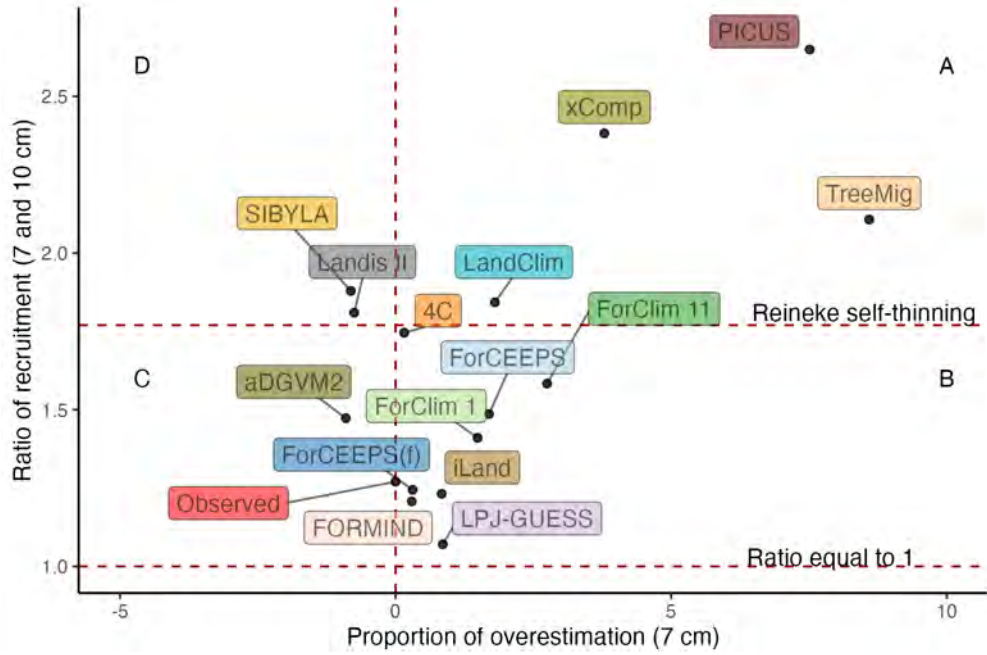 PICUS
D
A
2.5
xComp
TreeMig
SIBYLA
2.0
Landis II
LandClim
4C
ForClim 11
Reineke self-thinning
ForCEEPS
C
aDGVM2
B
1.5
ForClim 1
ForCEEPS(f)
iLand
Observed
FORMIND
LPJ-GUESS
Ratio equal to 1
1.0
-5
0
5
10
Proportion of overestimation (7 cm)
Ratio of recruitment (7 and 10 cm)